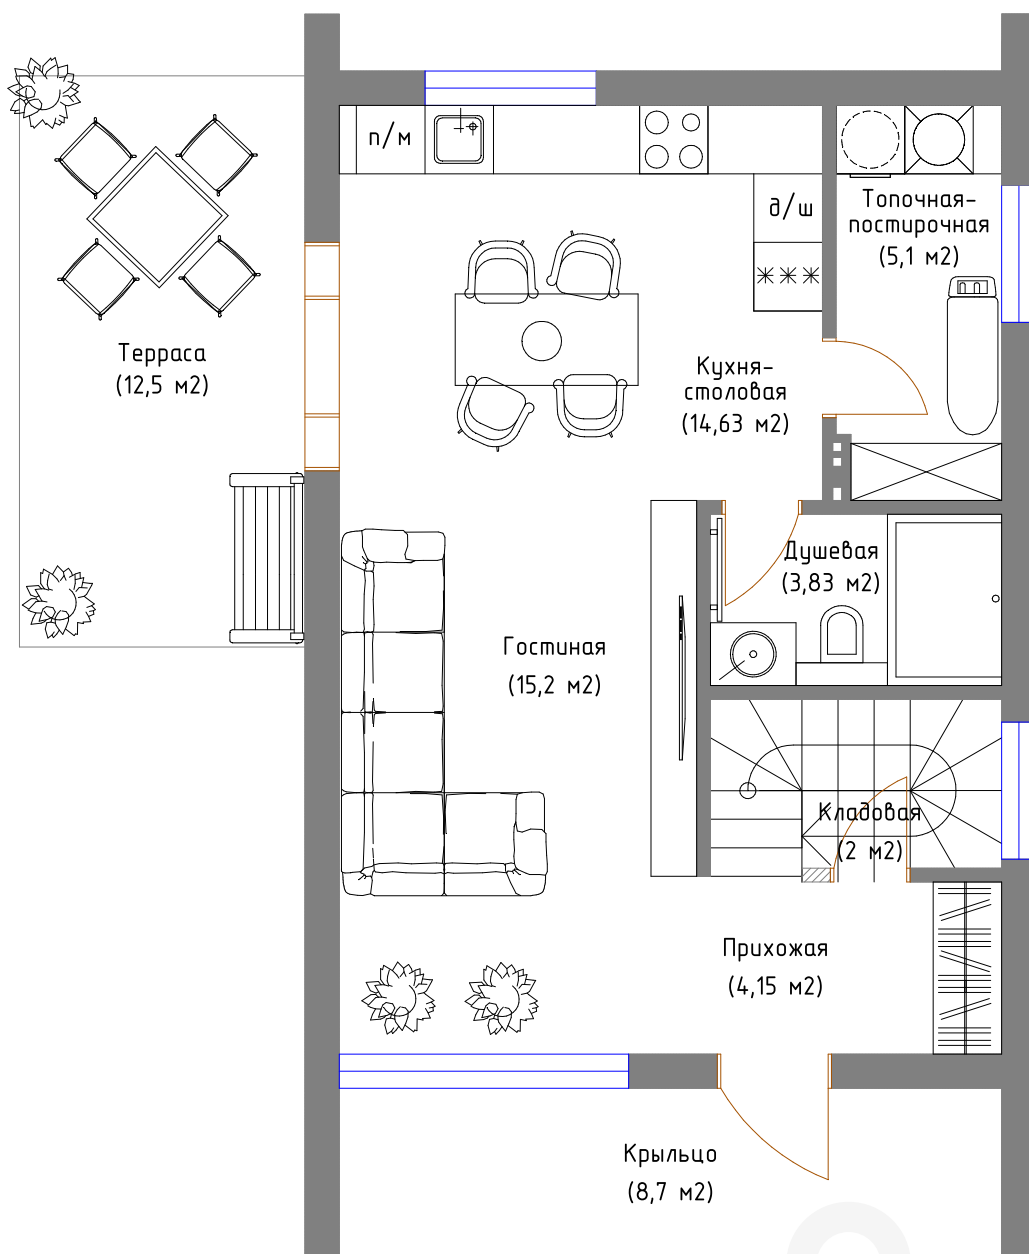 п/м
д/ш
Топочная-
постирочная
(5,1 м2)
Терраса
(12,5 м2)
Кухня-
столовая
(14,63 м2)
Душевая
(3,83 м2)
Гостиная
(15,2 м2)
Кладовая
(2 м2)
Прихожая
(4,15 м2)
Крыльцо
(8,7 м2)